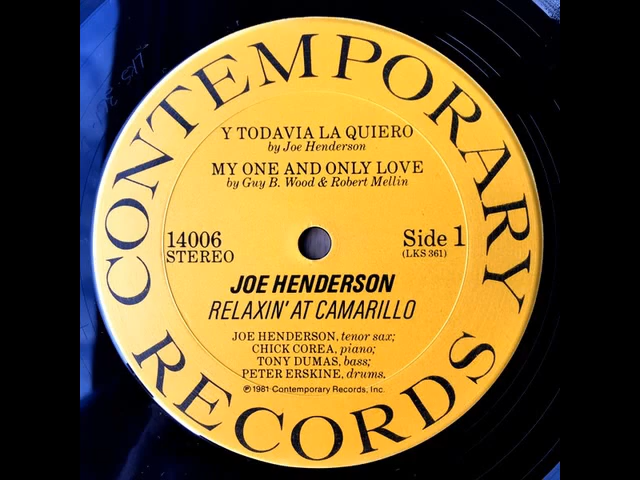 CONTEMPORARY RECORDS
Y TODAVIA LA QUIERO
by Joe Henderson
MY ONE AND ONLY LOVE
by Guy B. Wood & Robert Mellin
14006
STEREO
Side 1
(LKS 361)
JOE HENDERSON
RELAXIN' AT CAMARILLO
JOE HENDERSON, tenor sax;
CHICK COREA, piano;
TONY DUMAS, bass;
PETER ERSKINE, drums.
℗ 1981 Contemporary Records, Inc.